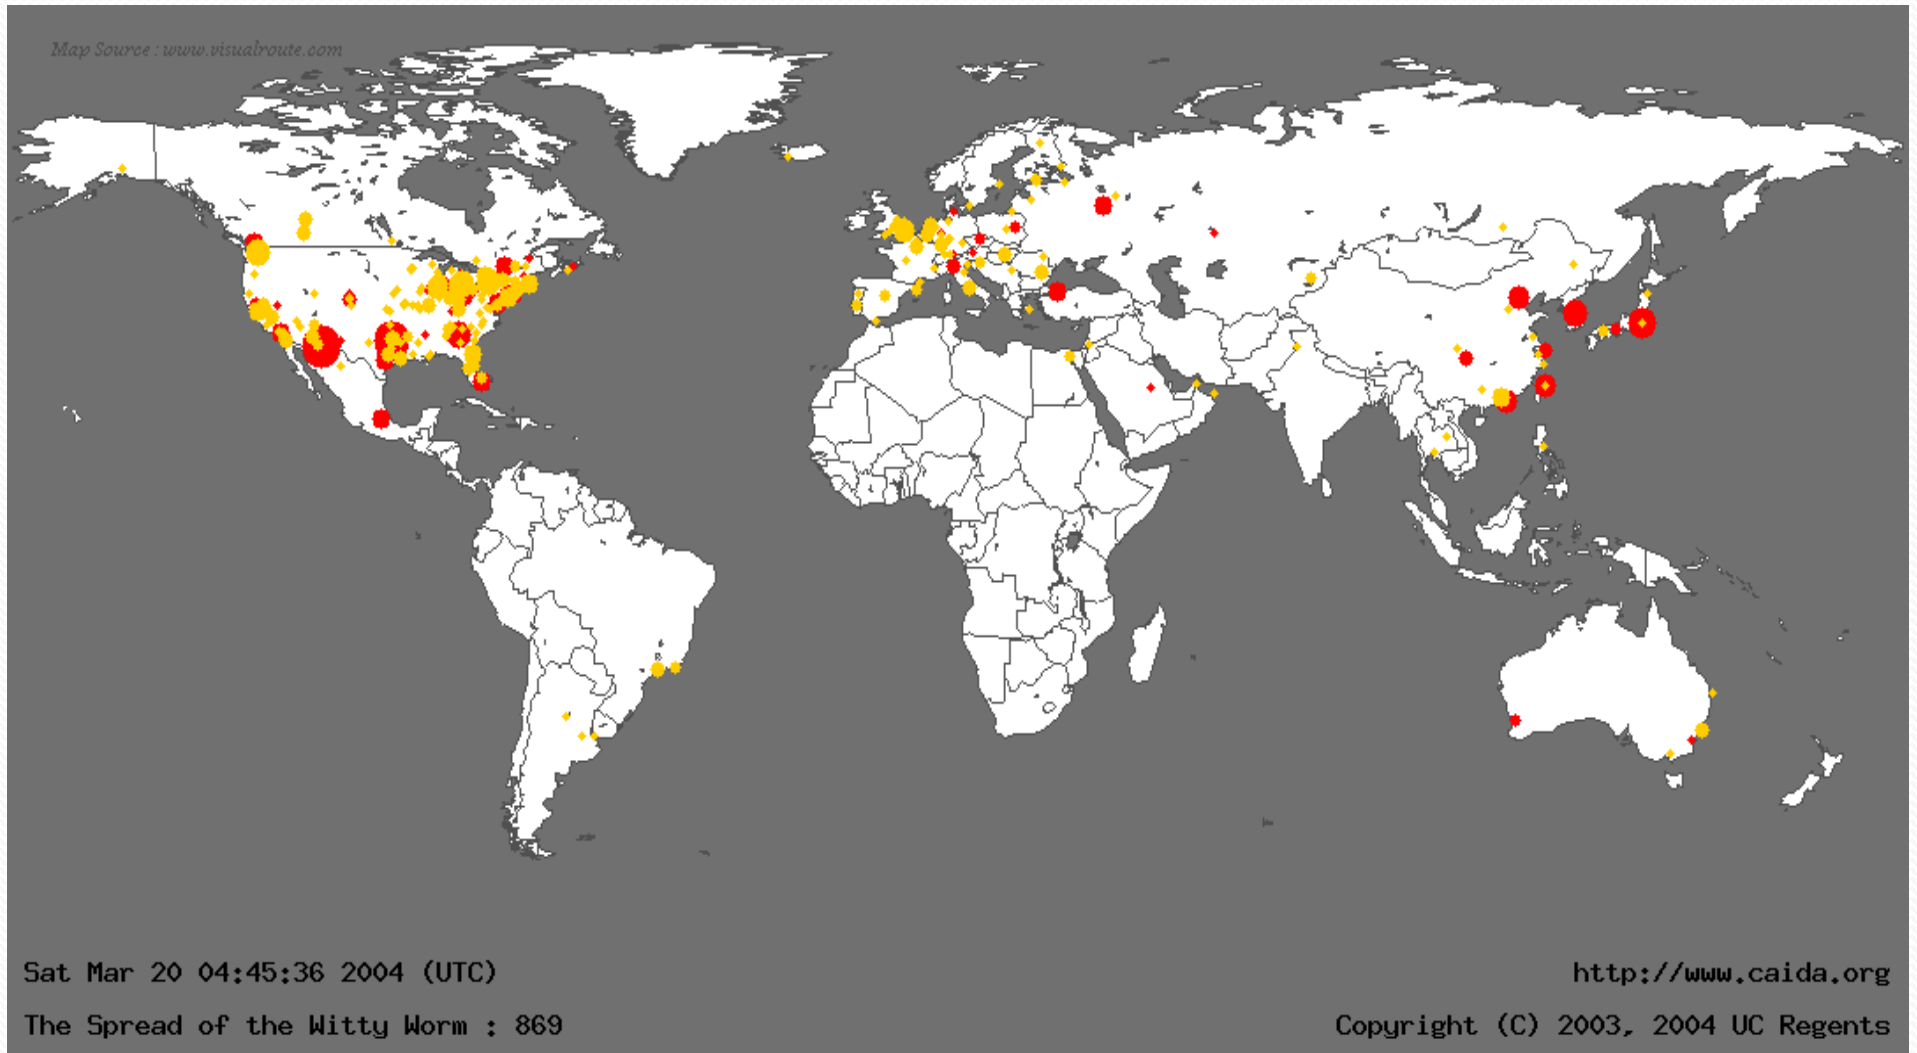 Map Source : www.visualroute.com
Sat Mar 20 04:45:36 2004 (UTC)
http://www.caida.org
The Spread of the Witty Worm : 869
Copyright (C) 2003, 2004 UC Regents